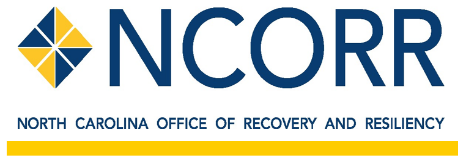 NCORR
NORTH CAROLINA OFFICE OF RECOVERY AND RESILIENCY